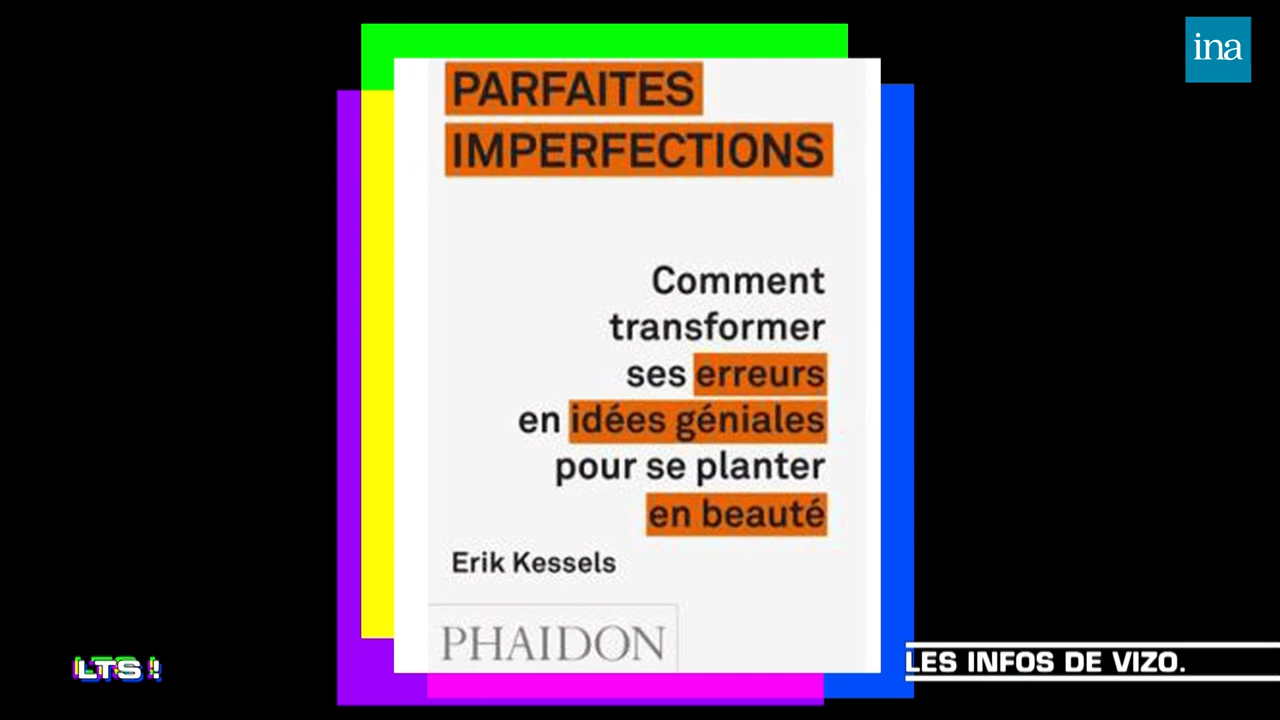 ina
PARFAITES
IMPERFECTIONS
Comment
transformer
ses erreurs
en idées géniales
pour se planter
en beauté
Erik Kessels
PHAIDON
LTS !
LES INFOS DE VIZO.